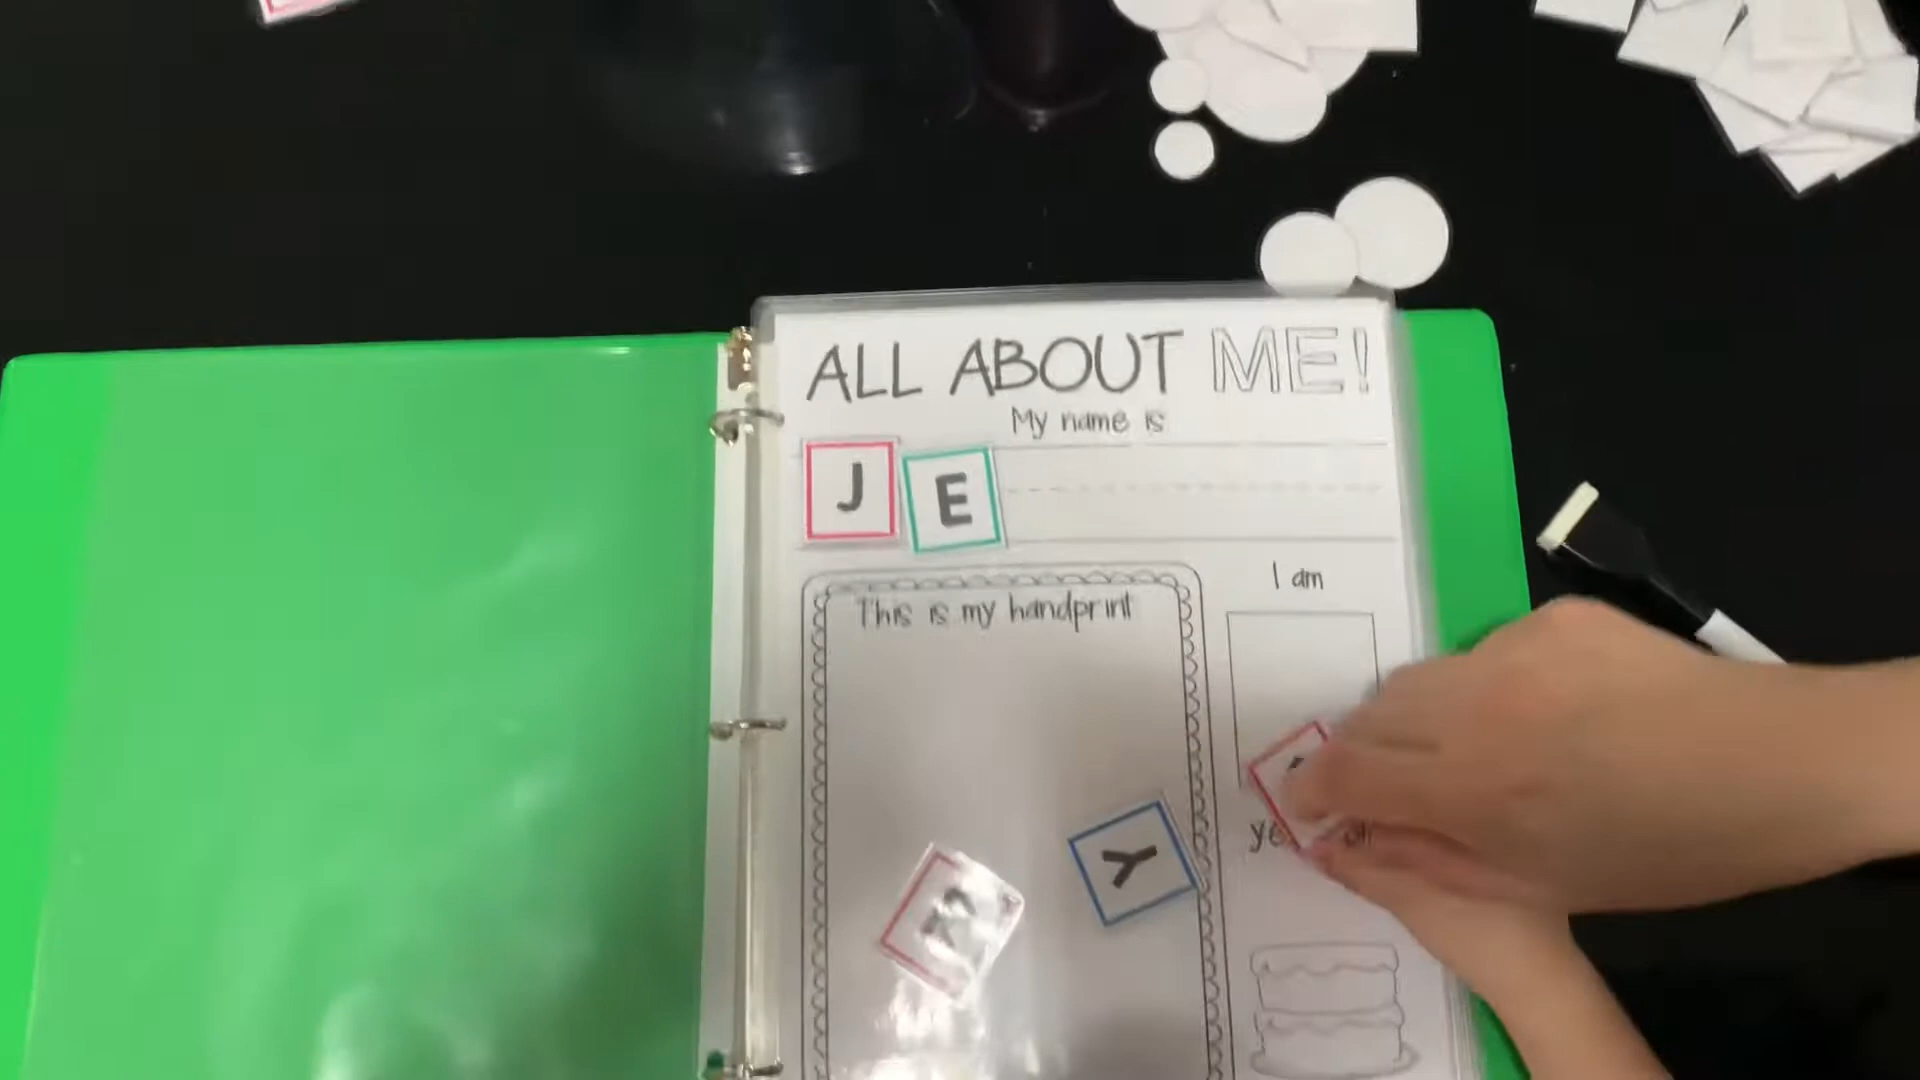 ALL ABOUT ME!
My name is
J E
This is my handprint
I am
Y